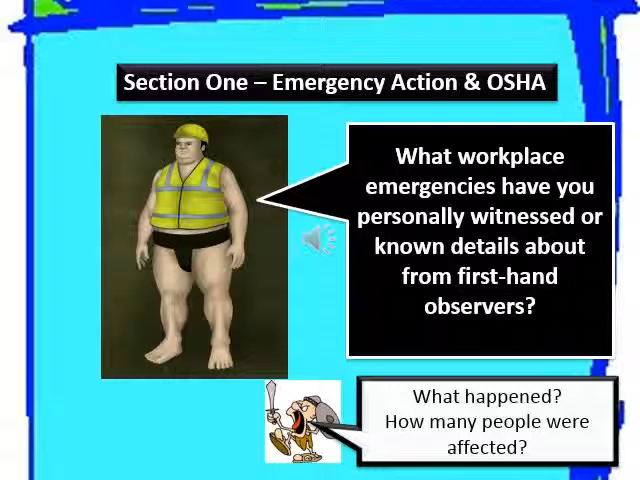 Section One – Emergency Action & OSHA
What workplace
emergencies have you
personally witnessed or
known details about
from first-hand
observers?
What happened?
How many people were
affected?